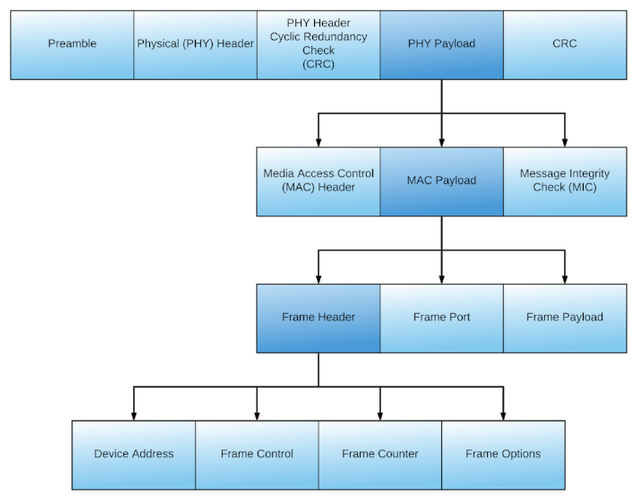 Preamble
Physical (PHY) Header
PHY Header
Cyclic Redundancy
Check
(CRC)
PHY Payload
CRC
Media Access Control
(MAC) Header
MAC Payload
Message Integrity
Check (MIC)
Frame Header
Frame Port
Frame Payload
Device Address
Frame Control
Frame Counter
Frame Options